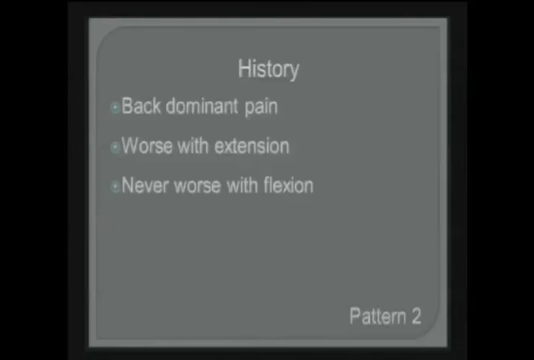 History
Back dominant pain
Worse with extension
Never worse with flexion
Pattern 2